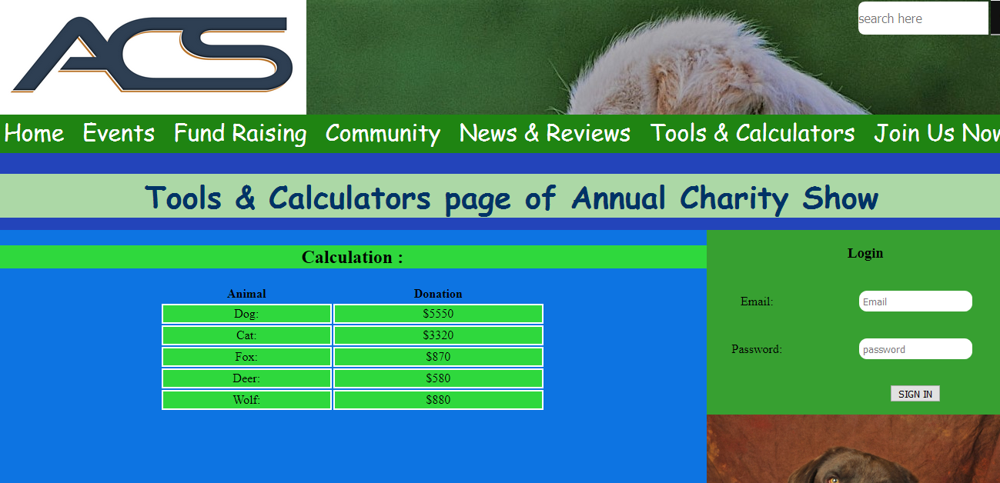 ACS
search here
Home Events Fund Raising Community News & Reviews Tools & Calculators Join Us Now
Tools & Calculators page of Annual Charity Show
Calculation :
Animal Donation
Dog: $5550
Cat: $3320
Fox: $870
Deer: $580
Wolf: $880
Login
Email: Email
Password: password
SIGN IN